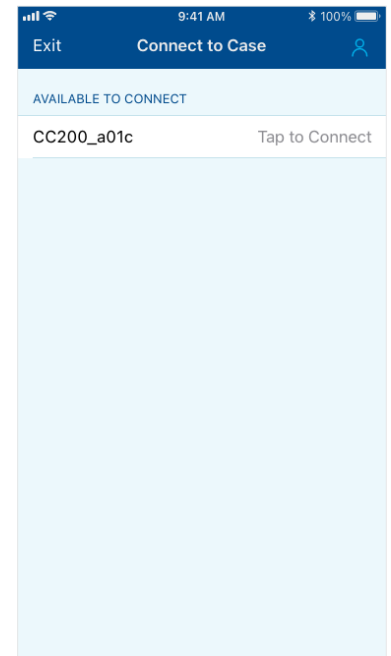 9:41 AM 100%
Exit Connect to Case
AVAILABLE TO CONNECT
CC200_a01c Tap to Connect